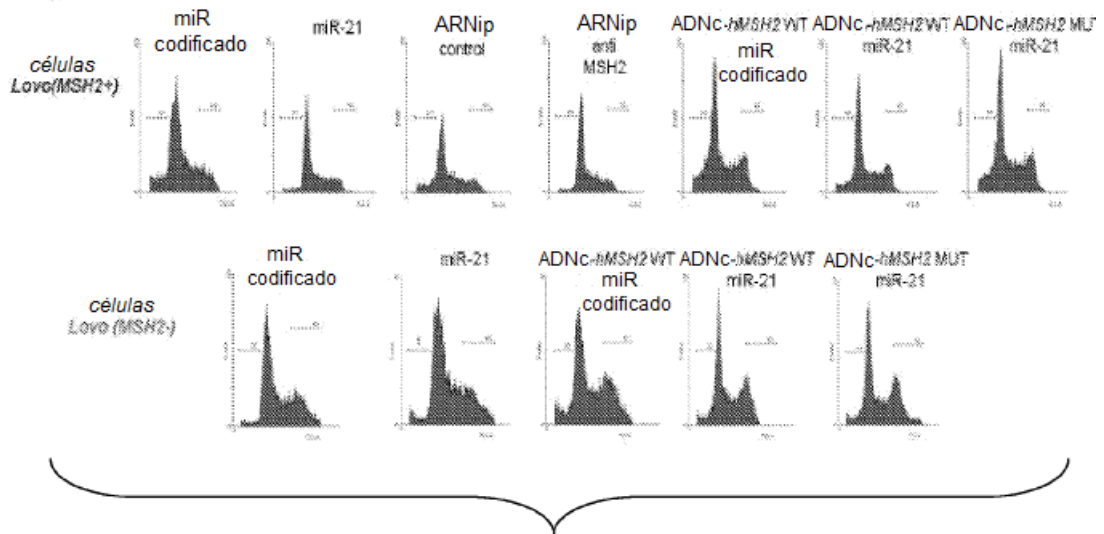 miR
codificado
miR-21
ARNip
control
ARNip
anti
MSH2
ADNc-hMSH2 WT
miR
codificado
ADNc-hMSH2 WT
miR-21
ADNc-hMSH2 MUT
miR-21
células
Lovo(MSH2+)
miR
codificado
miR-21
ADNc-hMSH2 WT
miR
codificado
ADNc-hMSH2 WT
miR-21
ADNc-hMSH2 MUT
miR-21
células
Lovo (MSH2-)